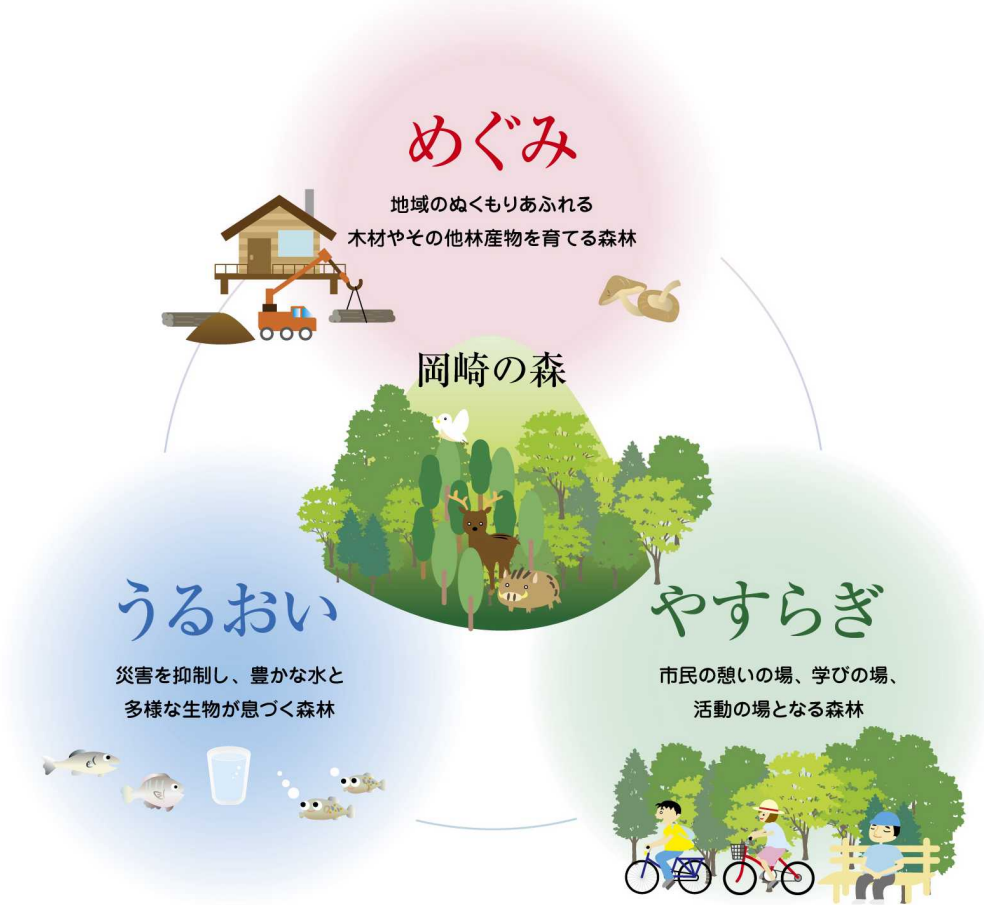 めぐみ
地域のぬくもりあふれる
木材やその他林産物を育てる森林
岡崎の森
うるおい
災害を抑制し、豊かな水と
多様な生物が息づく森林
やすらぎ
市民の憩いの場、学びの場、
活動の場となる森林